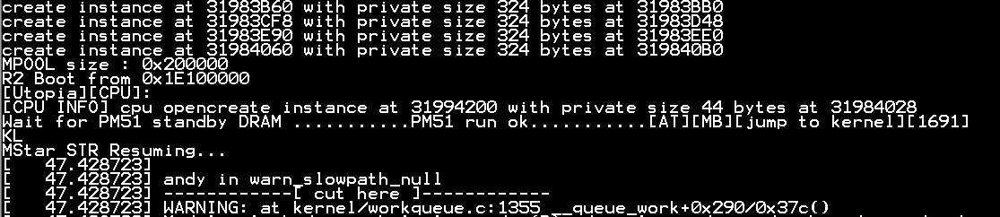 create instance at 31983B60 with private size 324 bytes at 31983BB0
create instance at 31983CF8 with private size 324 bytes at 31983D48
create instance at 31983E90 with private size 324 bytes at 31983EE0
create instance at 31984060 with private size 324 bytes at 319840B0
MPOOL size : 0x200000
R2 Boot from 0x1E100000
[Utopia][CPU]:
[CPU INFO] cpu opencreate instance at 31994200 with private size 44 bytes at 31984028
Wait for PM51 standby DRAM ...........PM51 run ok...........[AT][MB][jump to kernel][1691]
KL
MStar STR Resuming...
[   47.428723]
[   47.428723] andy in warn_slowpath_null
[   47.428723] ------------[ cut here ]------------
[   47.428723] WARNING: at kernel/workqueue.c:1355 __queue_work+0x290/0x37c()